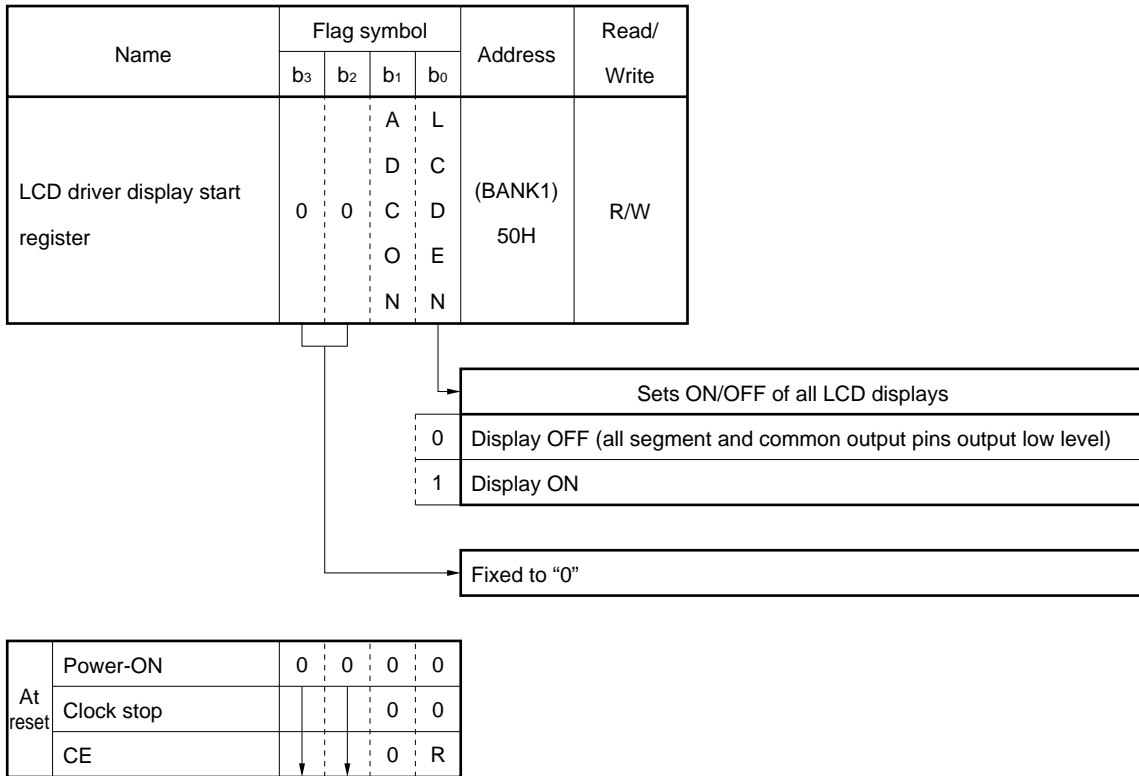 Name Flag symbol Address Read/
Write
b3 b2 b1 b0
LCD driver display start
register
0 0
A
D
C
O
N
L
C
D
E
N
(BANK1)
50H
R/W
Sets ON/OFF of all LCD displays
0 Display OFF (all segment and common output pins output low level)
1 Display ON
Fixed to “0”
At
reset
Power-ON 0 0 0 0
Clock stop 0 0
CE 0 R